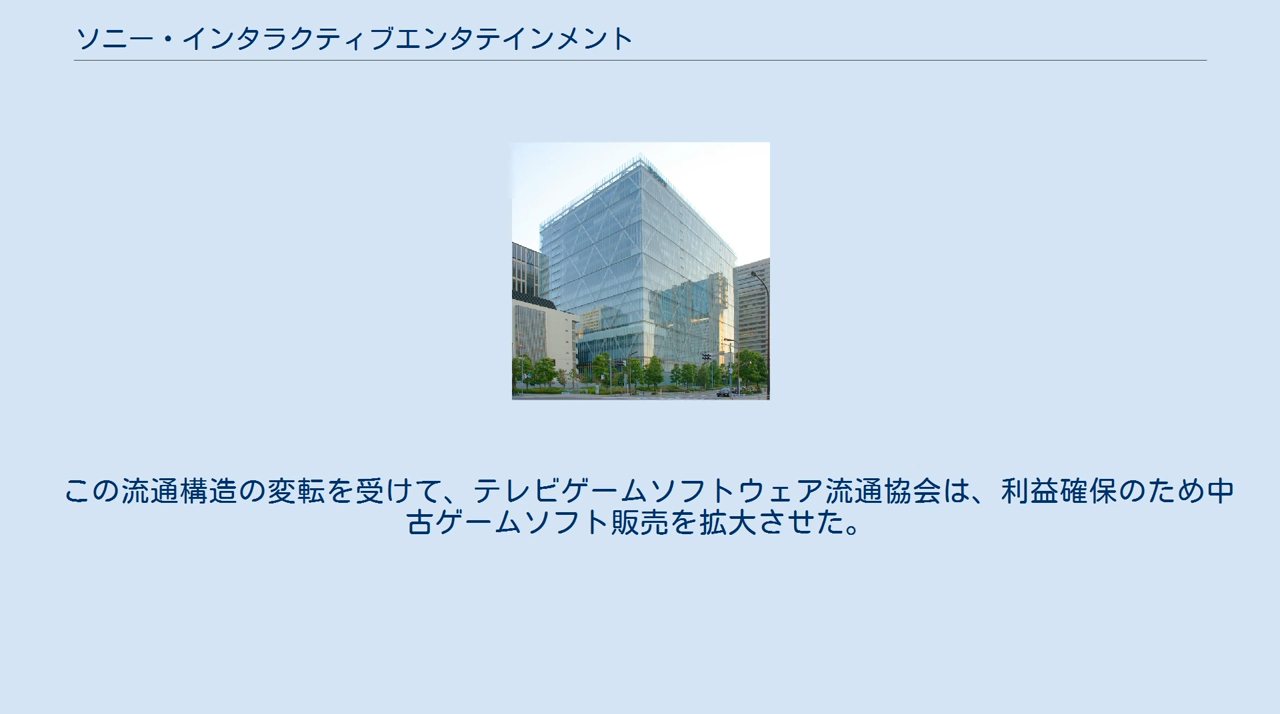 ソニー・インタラクティブエンタテインメント
この流通構造の変転を受けて、テレビゲームソフトウェア流通協会は、利益確保のため中
古ゲームソフト販売を拡大させた。